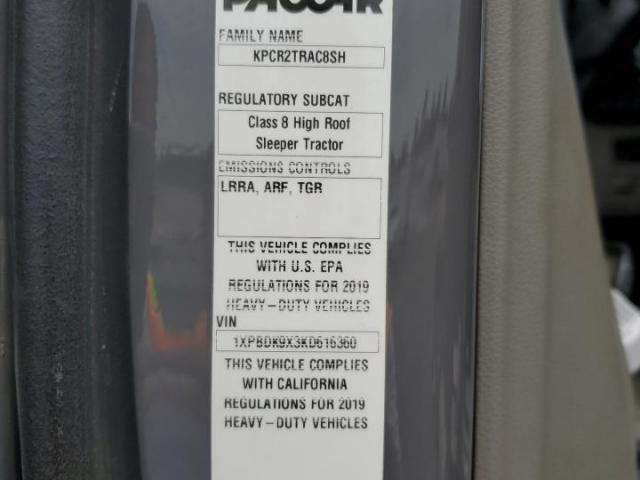 PACCAR
FAMILY NAME
KPCR2TRAC8SH
REGULATORY SUBCAT
Class 8 High Roof
Sleeper Tractor
EMISSIONS CONTROLS
LRRA, ARF, TGR
THIS VEHICLE COMPLIES
WITH U.S. EPA
REGULATIONS FOR 2019
HEAVY-DUTY VEHICLES
VIN
1XPBDK9X3KD616360
THIS VEHICLE COMPLIES
WITH CALIFORNIA
REGULATIONS FOR 2019
HEAVY-DUTY VEHICLES